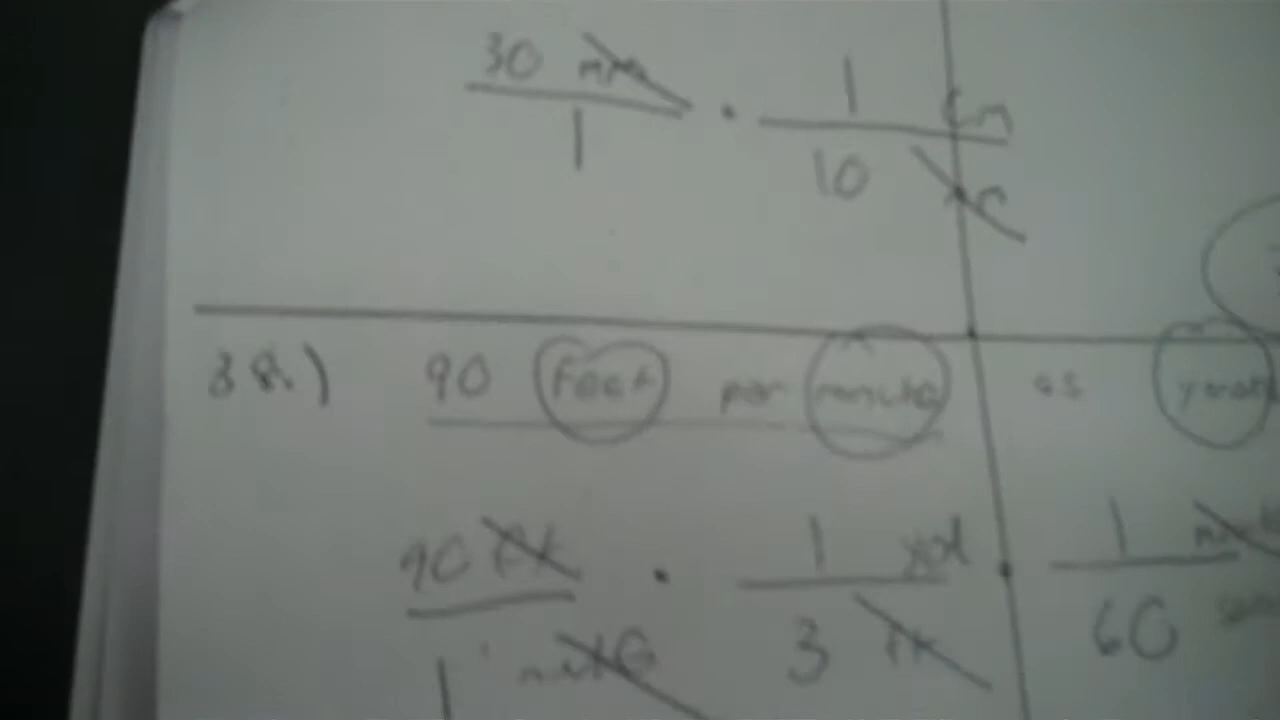 30 mm · 1 cm
1 10
38.) 90 feet per minute as yards
90 ft · 1 yd · 1
1 minute 3 ft 60